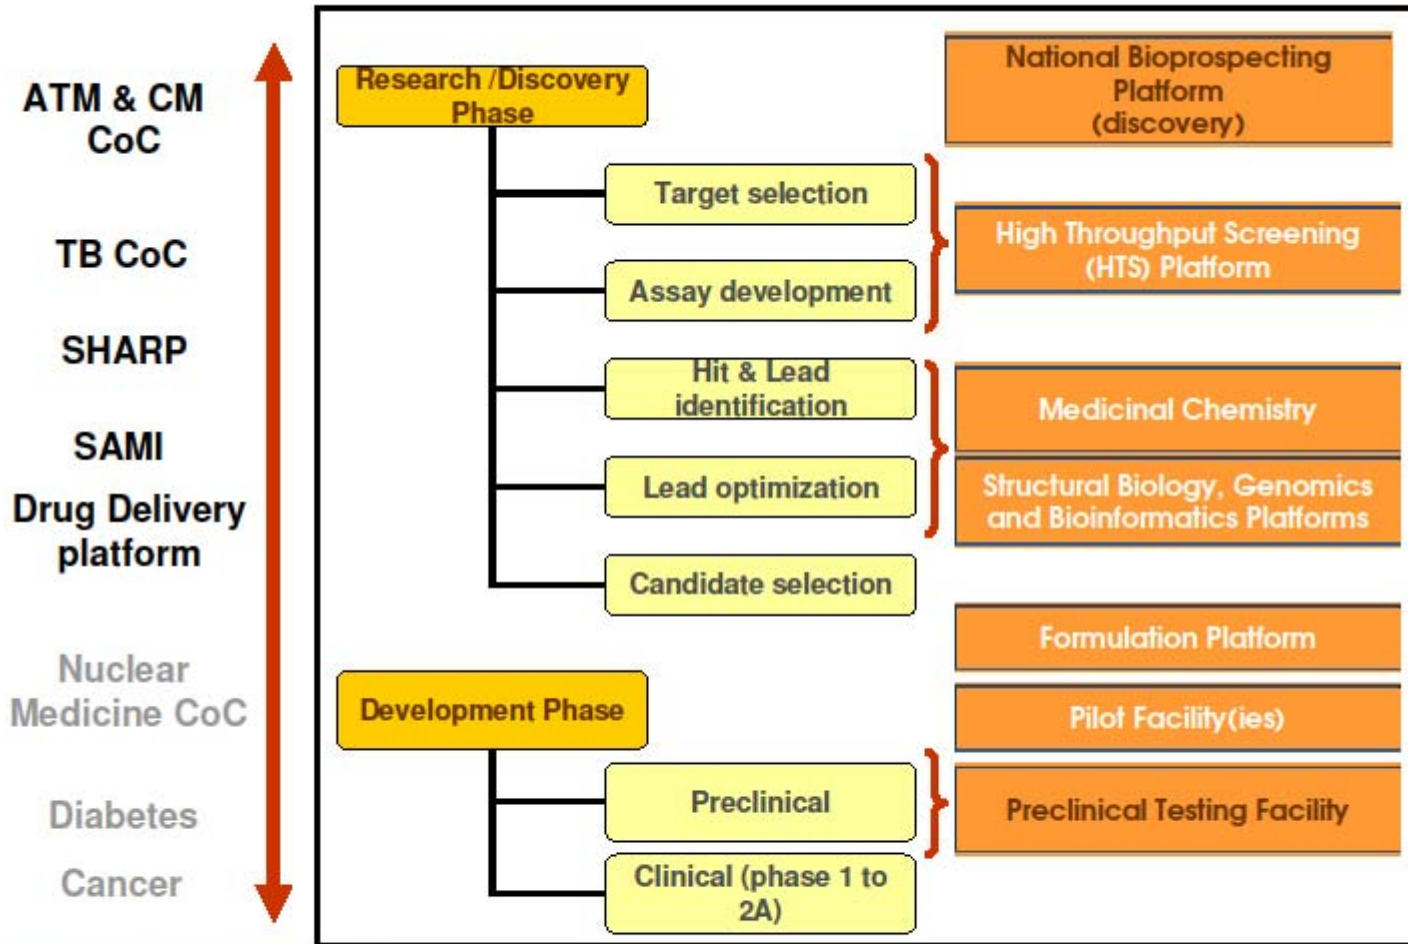 ATM & CM
CoC
TB CoC
SHARP
SAMI
Drug Delivery
platform
Nuclear
Medicine CoC
Diabetes
Cancer
Research /Discovery
Phase
Target selection
Assay development
Hit & Lead
identification
Lead optimization
Candidate selection
Development Phase
Preclinical
Clinical (phase 1 to
2A)
National Bioprospecting
Platform
(discovery)
High Throughput Screening
(HTS) Platform
Medicinal Chemistry
Structural Biology, Genomics
and Bioinformatics Platforms
Formulation Platform
Pilot Facility(ies)
Preclinical Testing Facility